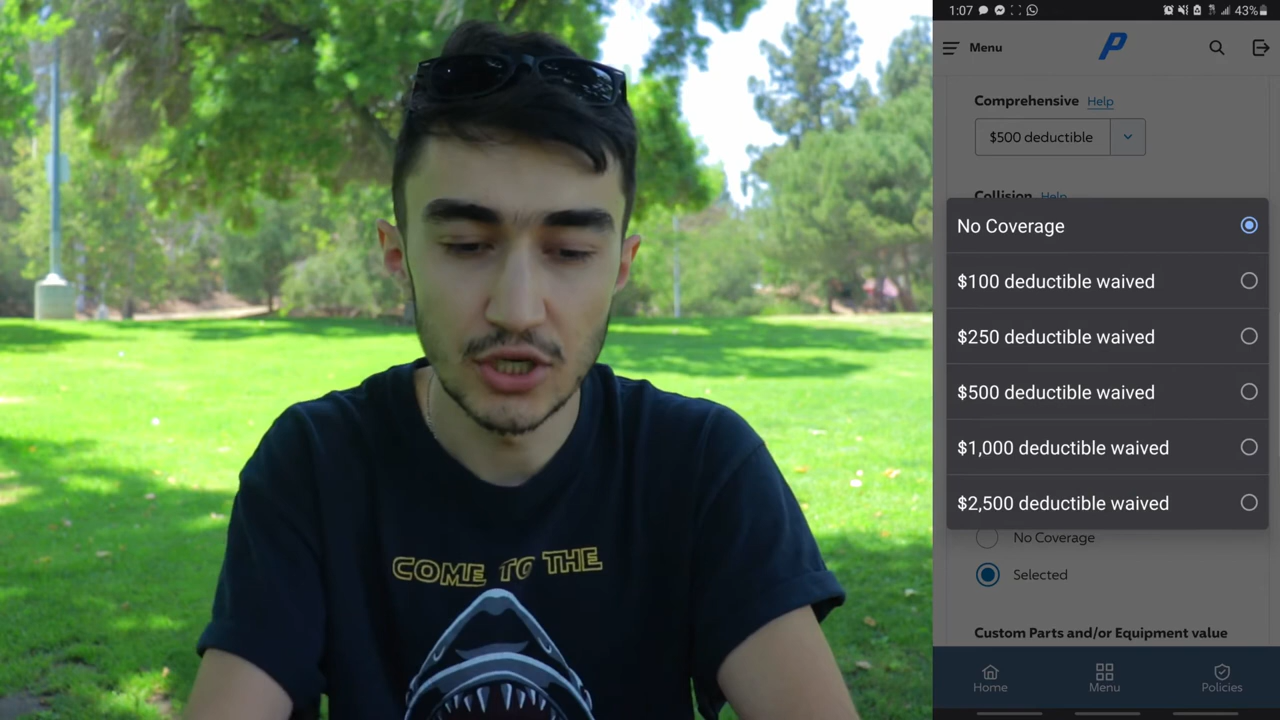 COME TO THE
1:07
43%
Menu
Comprehensive Help
$500 deductible
Collision Help
No Coverage
$100 deductible waived
$250 deductible waived
$500 deductible waived
$1,000 deductible waived
$2,500 deductible waived
No Coverage
Selected
Custom Parts and/or Equipment value
Home
Menu
Policies